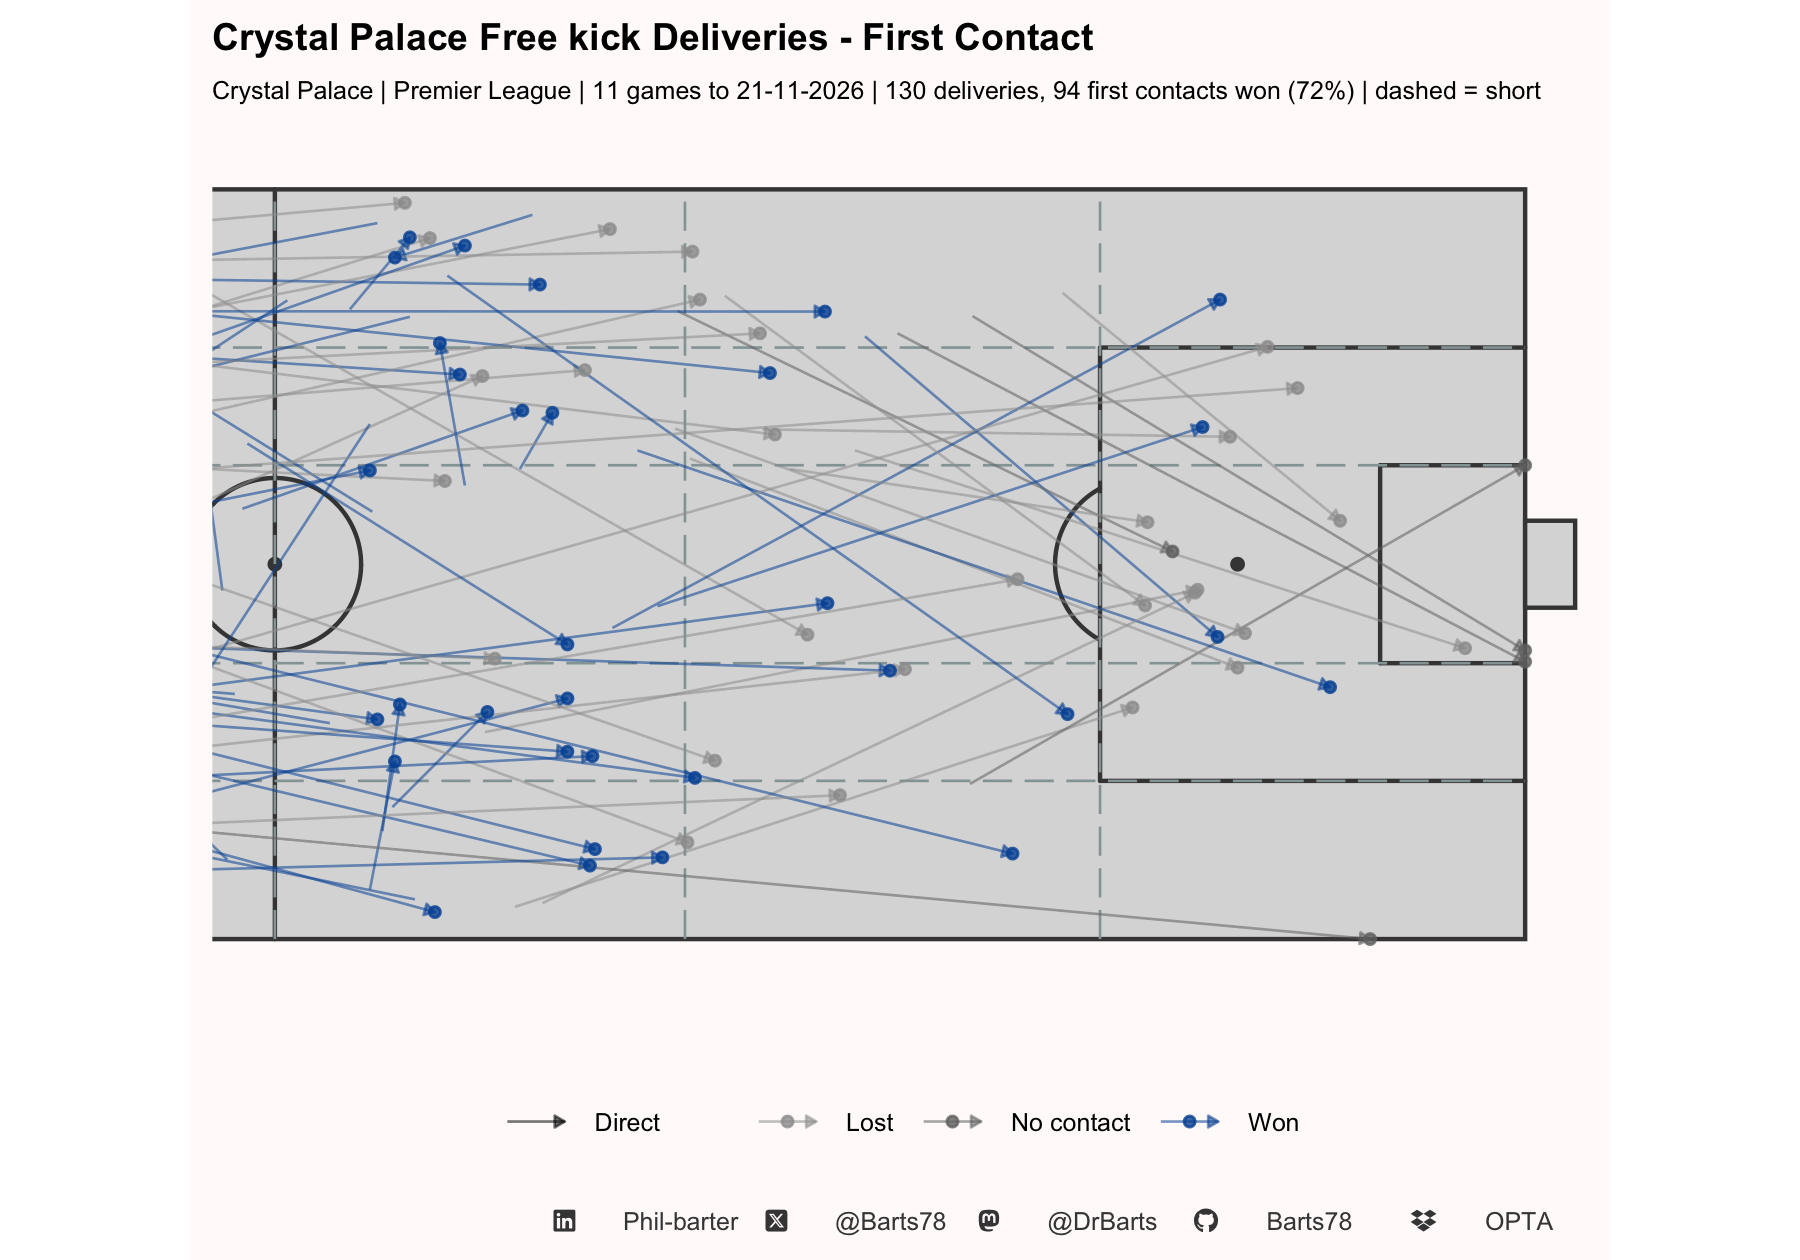 Crystal Palace Free kick Deliveries - First Contact
Crystal Palace | Premier League | 11 games to 21-11-2026 | 130 deliveries, 94 first contacts won (72%) | dashed = short
Direct Lost No contact Won
Phil-barter @Barts78 @DrBarts Barts78 OPTA